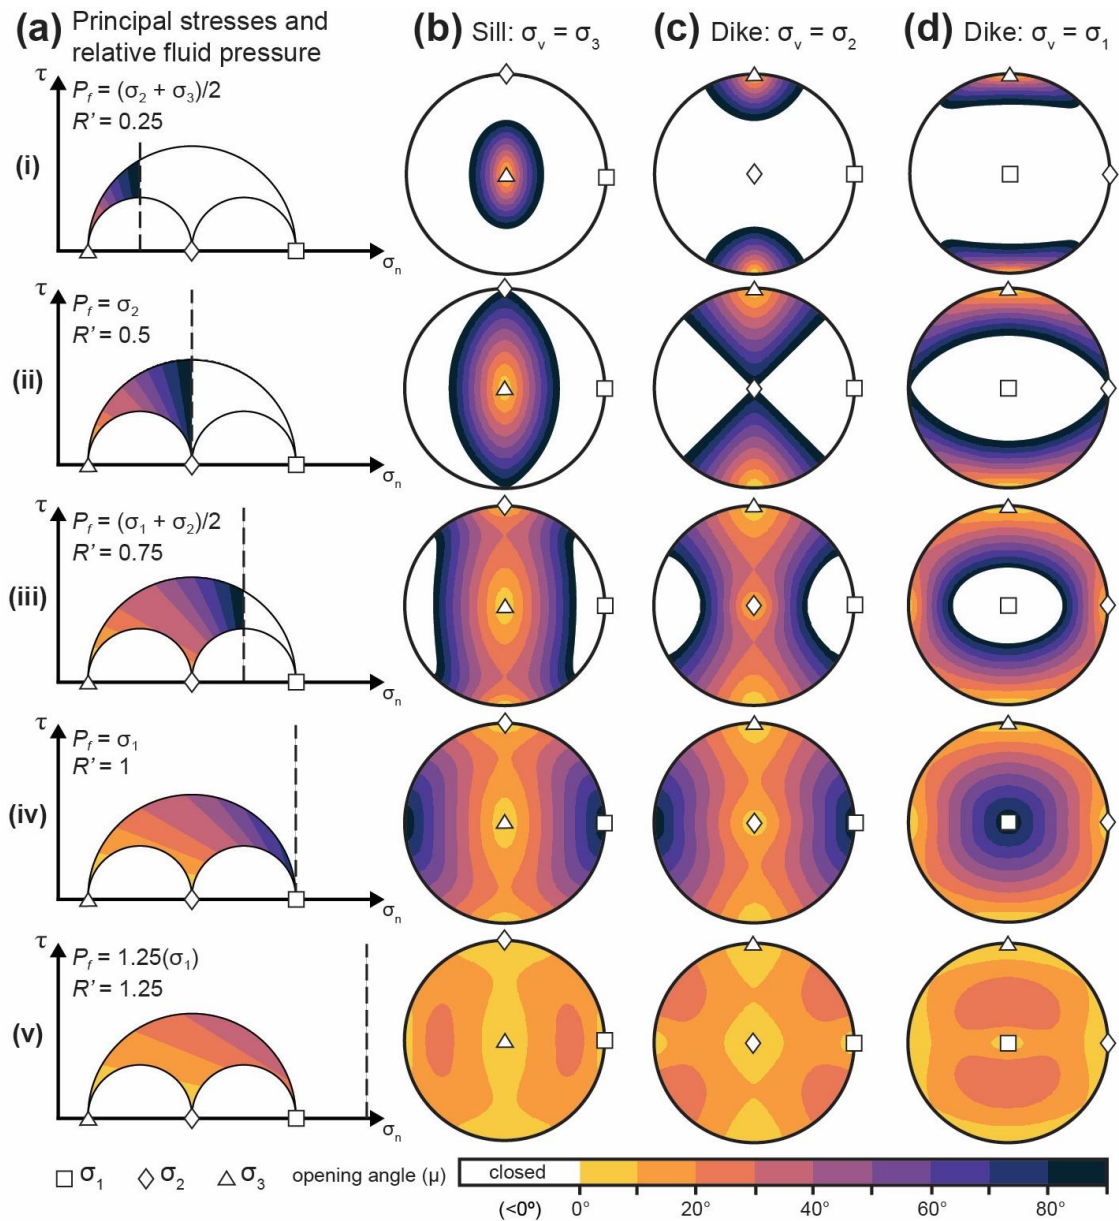 (a) Principal stresses and
relative fluid pressure
(b) Sill: σv = σ3
(c) Dike: σv = σ2
(d) Dike: σv = σ1
(i)
τ
Pf = (σ2 + σ3)/2
R' = 0.25
σn
(ii)
τ
Pf = σ2
R' = 0.5
(iii)
τ
Pf = (σ1 + σ2)/2
R' = 0.75
σn
(iv)
τ
Pf = σ1
R' = 1
σn
(v)
τ
Pf = 1.25(σ1)
R' = 1.25
σn
σ1 σ2 σ3 opening angle (μ) closed
(<0º) 0° 20° 40° 60° 80°